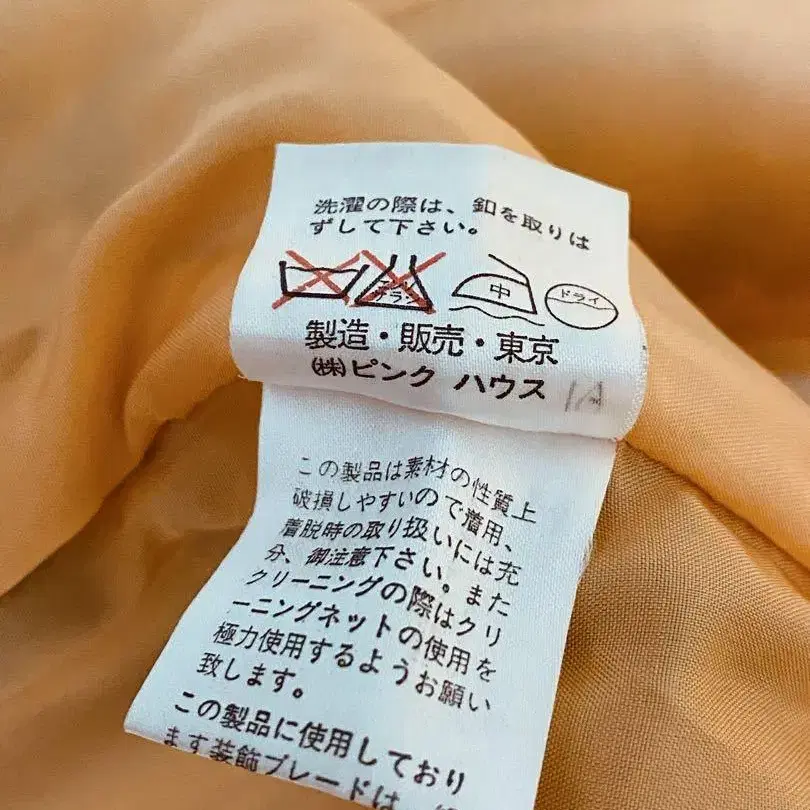 洗濯の際は、釦を取りは
ずして下さい。
エンソ
サラシ
中
ドライ
製造・販売・東京
㈱ピンク ハウス 1A
この製品は素材の性質上
破損しやすいので着用、
着脱時の取り扱いには充
分、御注意下さい。また
クリーニングの際はクリ
ーニングネットの使用を
極力使用するようお願い
致します。
この製品に使用しており
ます装飾ブレードは、